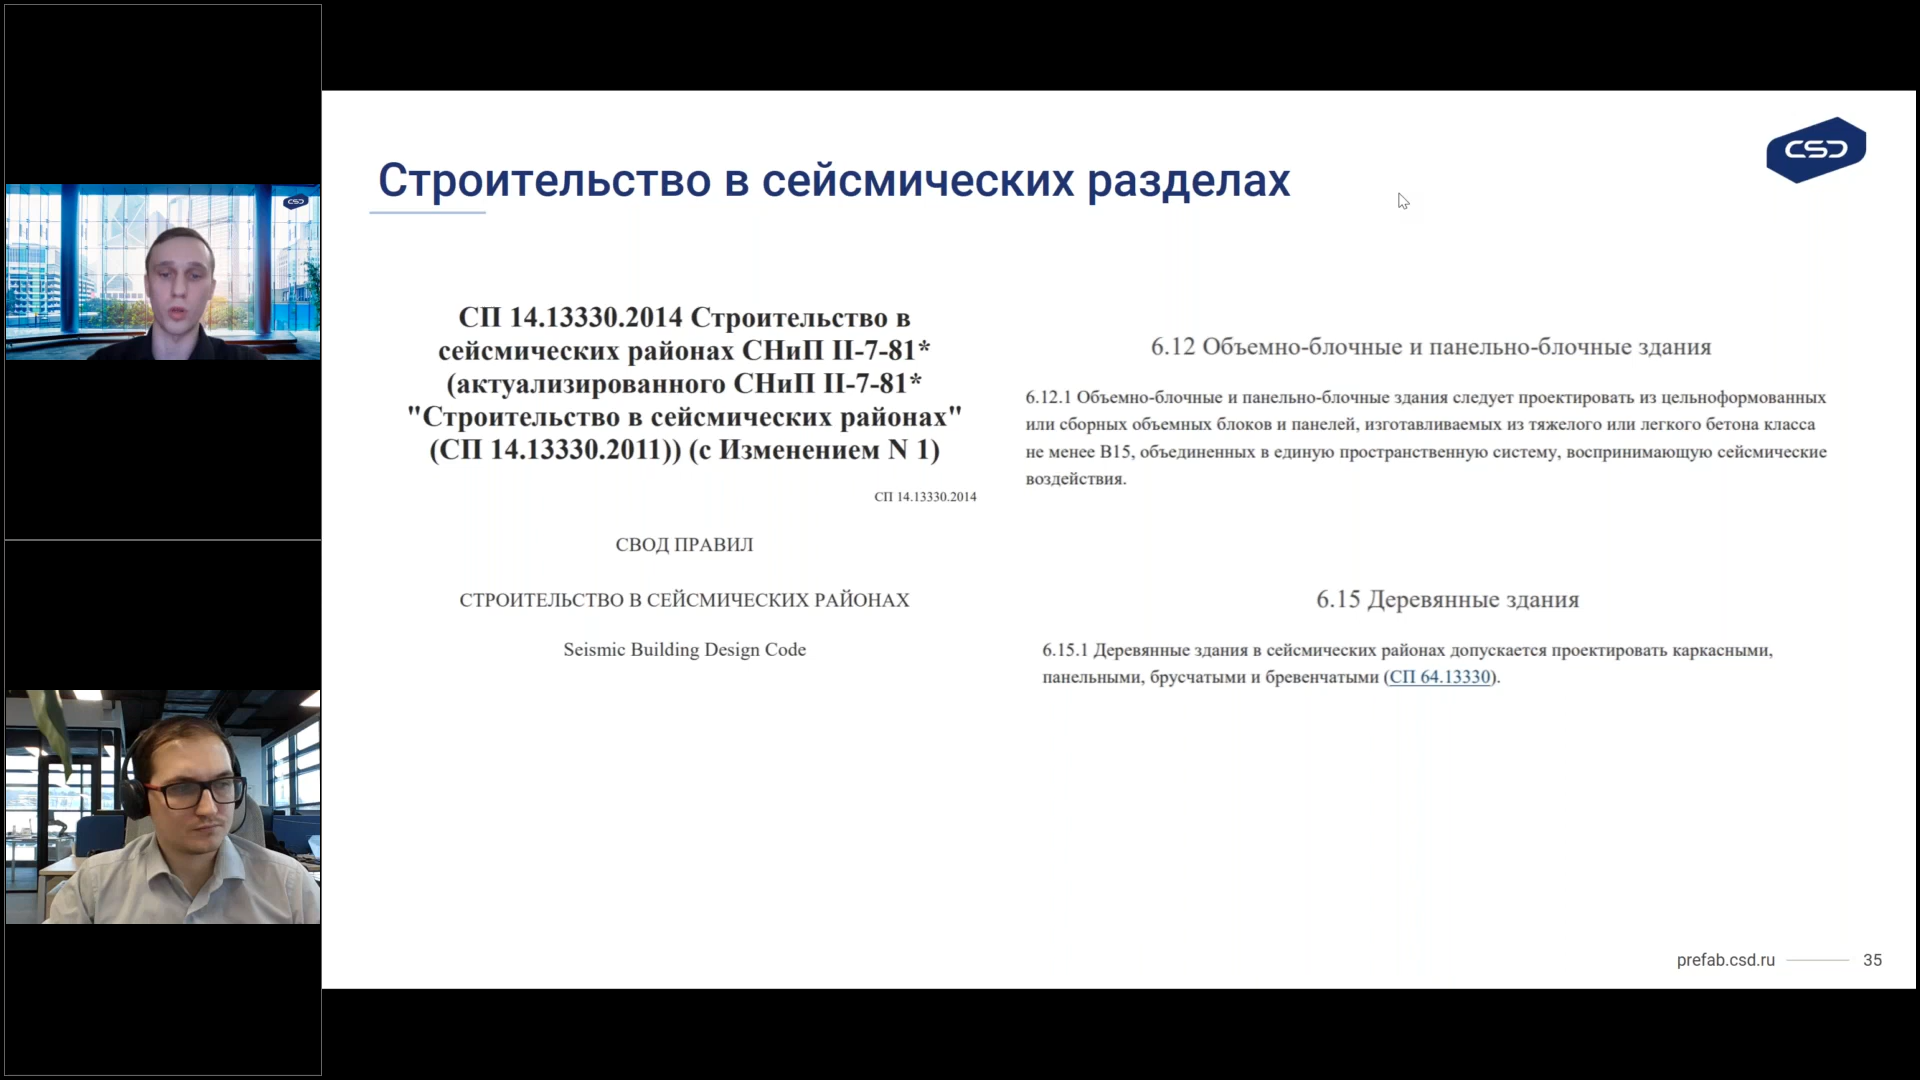 CSD
Строительство в сейсмических разделах
СП 14.13330.2014 Строительство в
сейсмических районах СНиП II-7-81*
(актуализированного СНиП II-7-81*
"Строительство в сейсмических районах"
(СП 14.13330.2011)) (с Изменением N 1)
СП 14.13330.2014
СВОД ПРАВИЛ
СТРОИТЕЛЬСТВО В СЕЙСМИЧЕСКИХ РАЙОНАХ
Seismic Building Design Code
6.12 Объемно-блочные и панельно-блочные здания
6.12.1 Объемно-блочные и панельно-блочные здания следует проектировать из цельноформованных
или сборных объемных блоков и панелей, изготавливаемых из тяжелого или легкого бетона класса
не менее В15, объединенных в единую пространственную систему, воспринимающую сейсмические
воздействия.
6.15 Деревянные здания
6.15.1 Деревянные здания в сейсмических районах допускается проектировать каркасными,
панельными, брусчатыми и бревенчатыми (СП 64.13330).
prefab.csd.ru
35
CSD